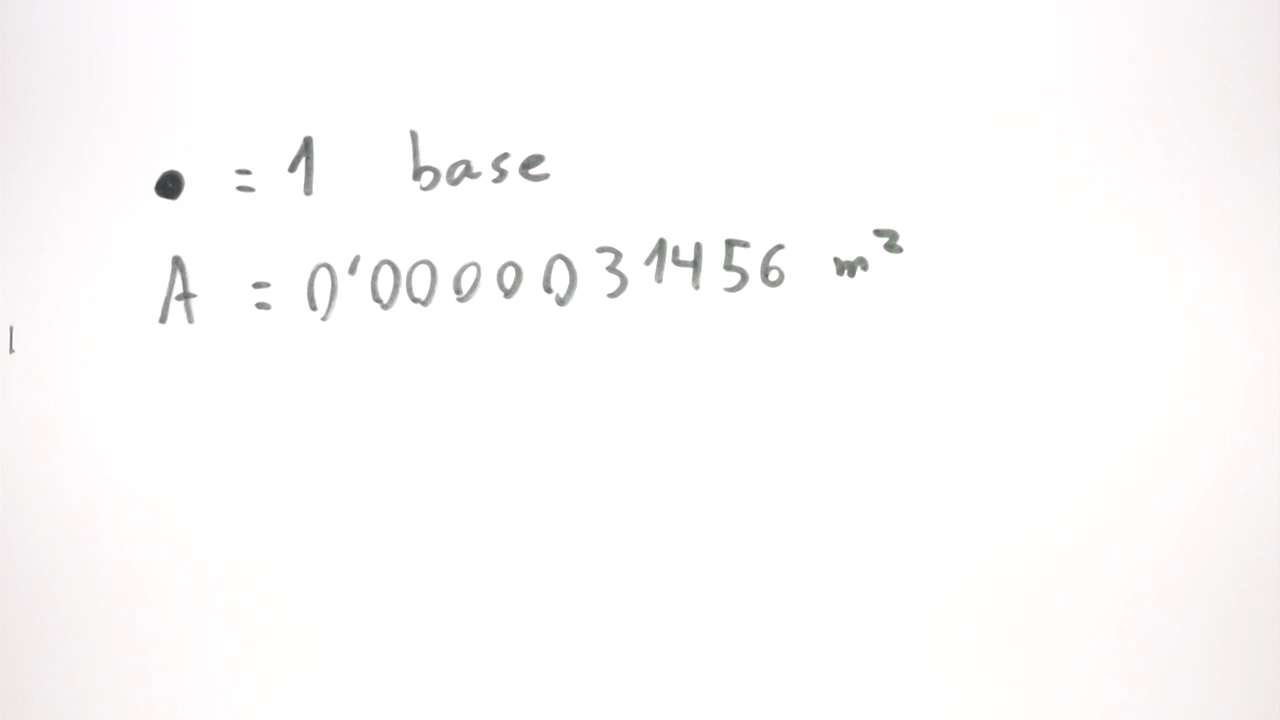 • = 1 base
A = 0'0000031456 m²